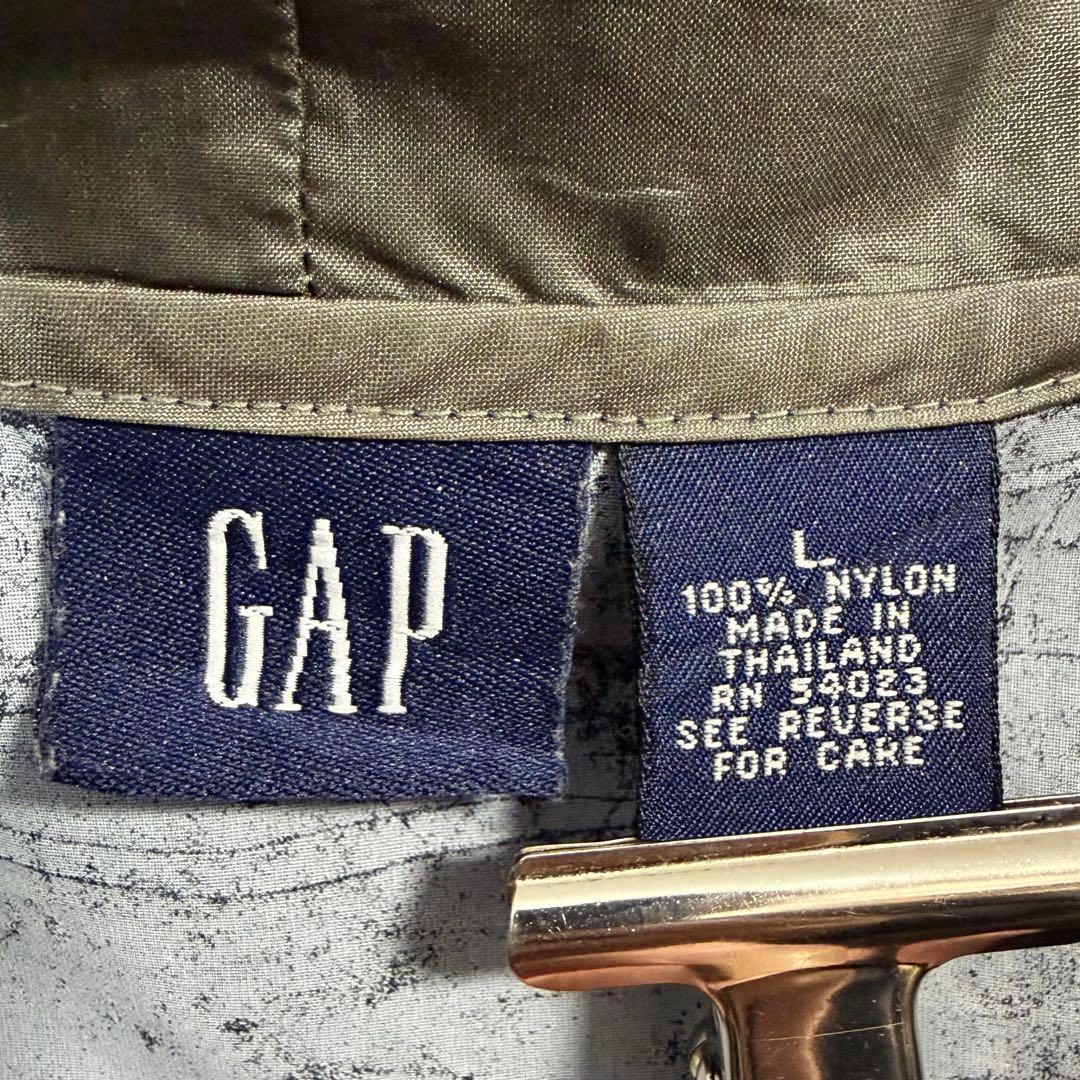 GAP
L
100% NYLON
MADE IN
THAILAND
RN 54023
SEE REVERSE
FOR CARE